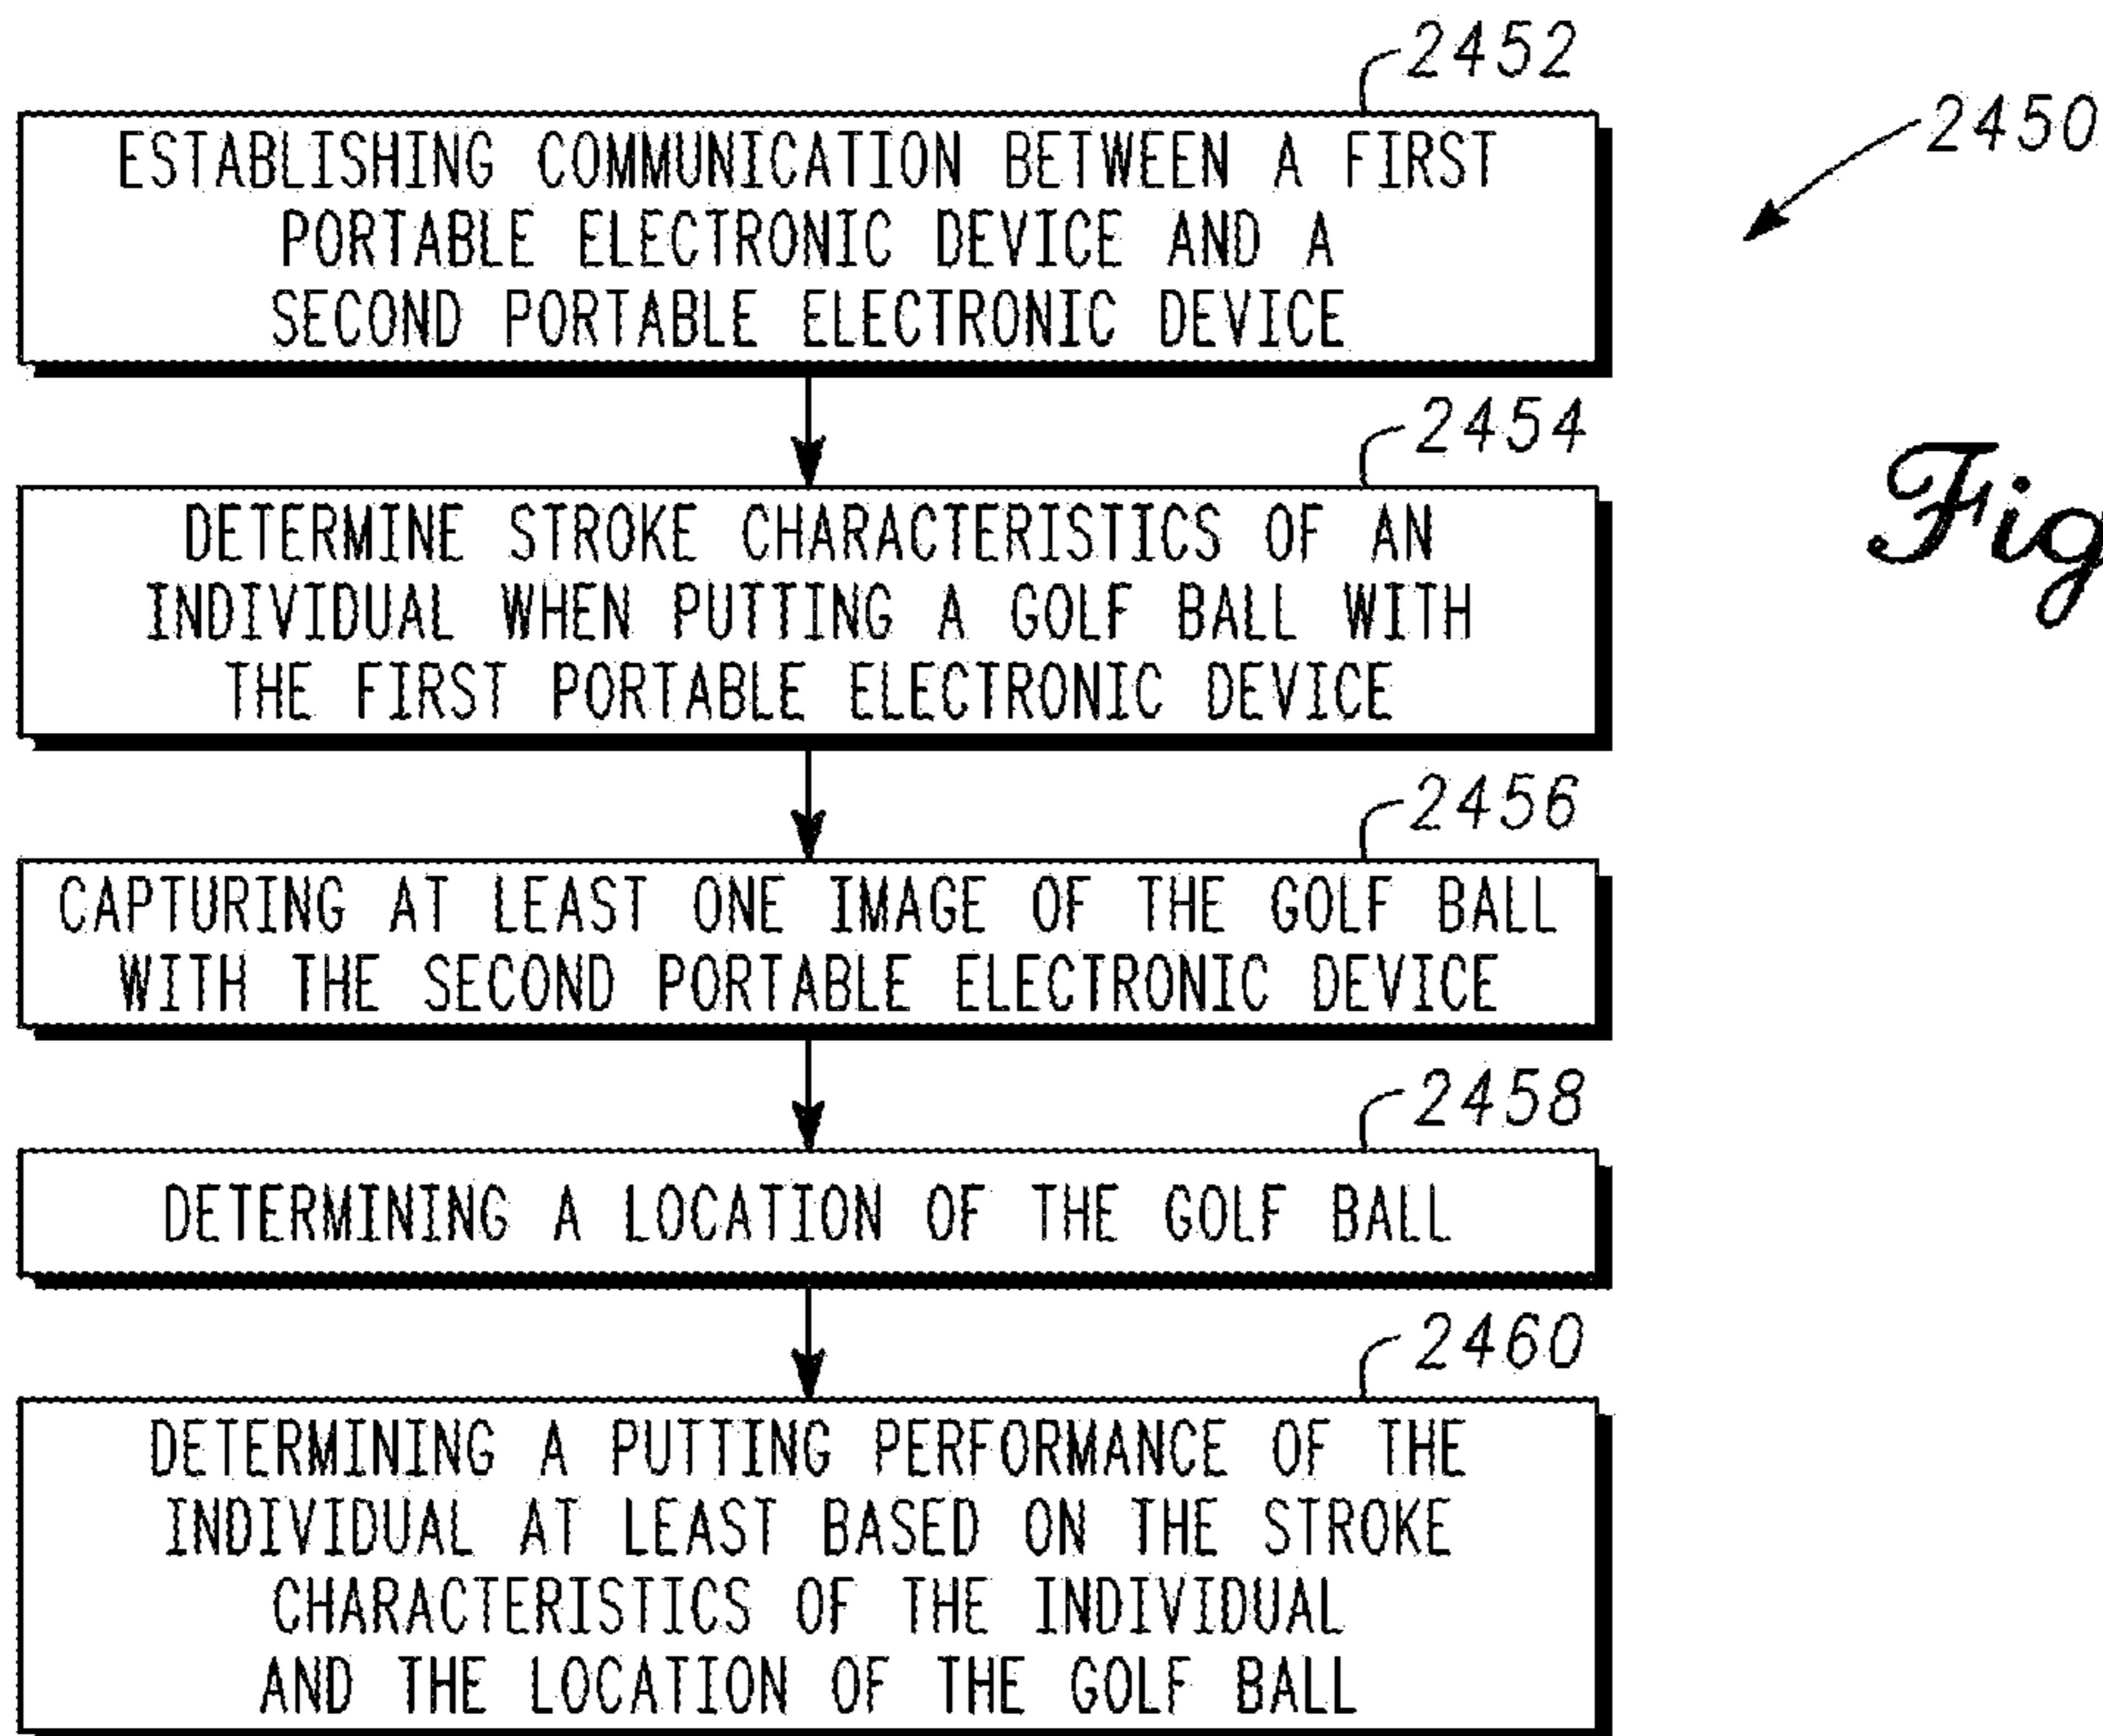 2452
2450
ESTABLISHING COMMUNICATION BETWEEN A FIRST
PORTABLE ELECTRONIC DEVICE AND A
SECOND PORTABLE ELECTRONIC DEVICE
2454
DETERMINE STROKE CHARACTERISTICS OF AN
INDIVIDUAL WHEN PUTTING A GOLF BALL WITH
THE FIRST PORTABLE ELECTRONIC DEVICE
Fig
2456
CAPTURING AT LEAST ONE IMAGE OF THE GOLF BALL
WITH THE SECOND PORTABLE ELECTRONIC DEVICE
2458
DETERMINING A LOCATION OF THE GOLF BALL
2460
DETERMINING A PUTTING PERFORMANCE OF THE
INDIVIDUAL AT LEAST BASED ON THE STROKE
CHARACTERISTICS OF THE INDIVIDUAL
AND THE LOCATION OF THE GOLF BALL